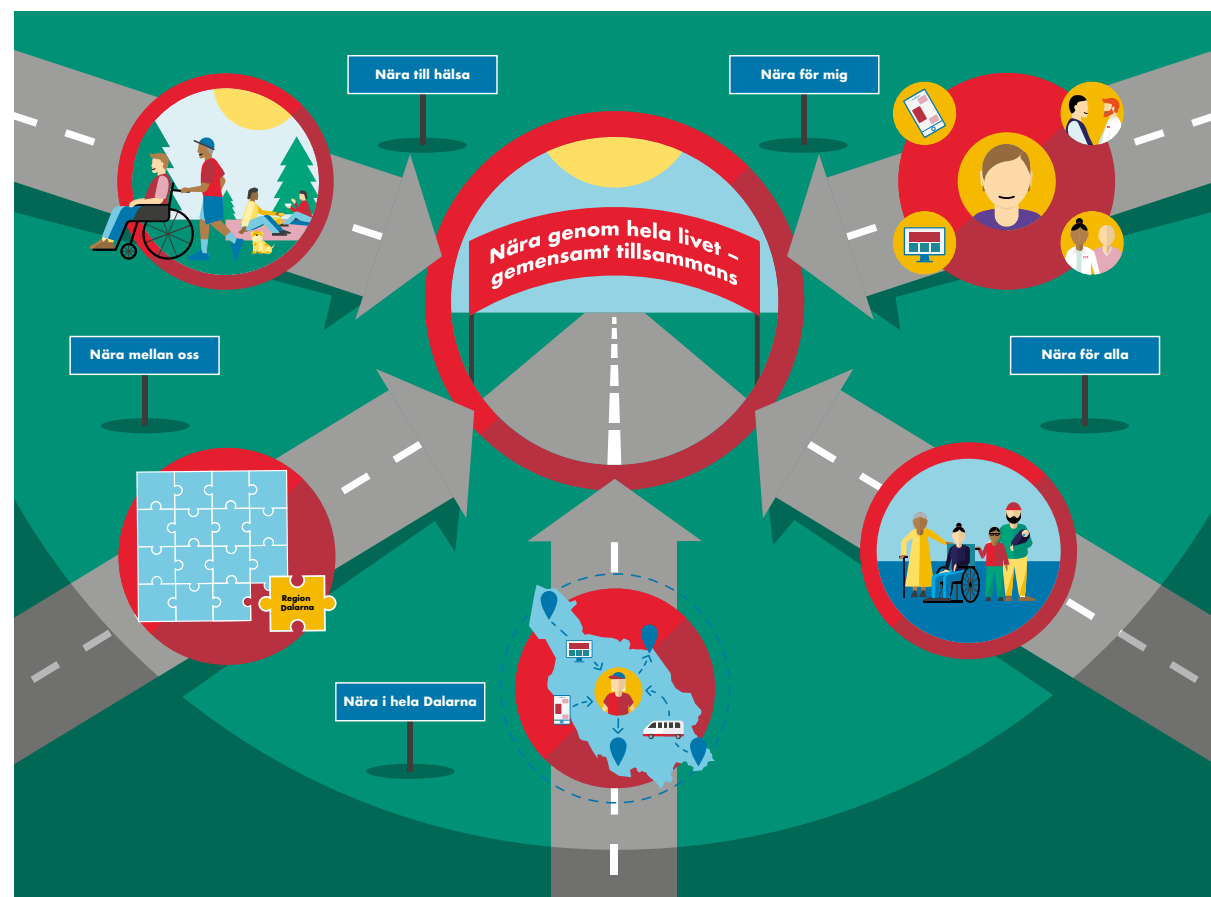 Nära till hälsa
Nära för mig
Nära genom hela livet –
gemensamt tillsammans
Nära mellan oss
Nära för alla
Region
Dalarna
Nära i hela Dalarna